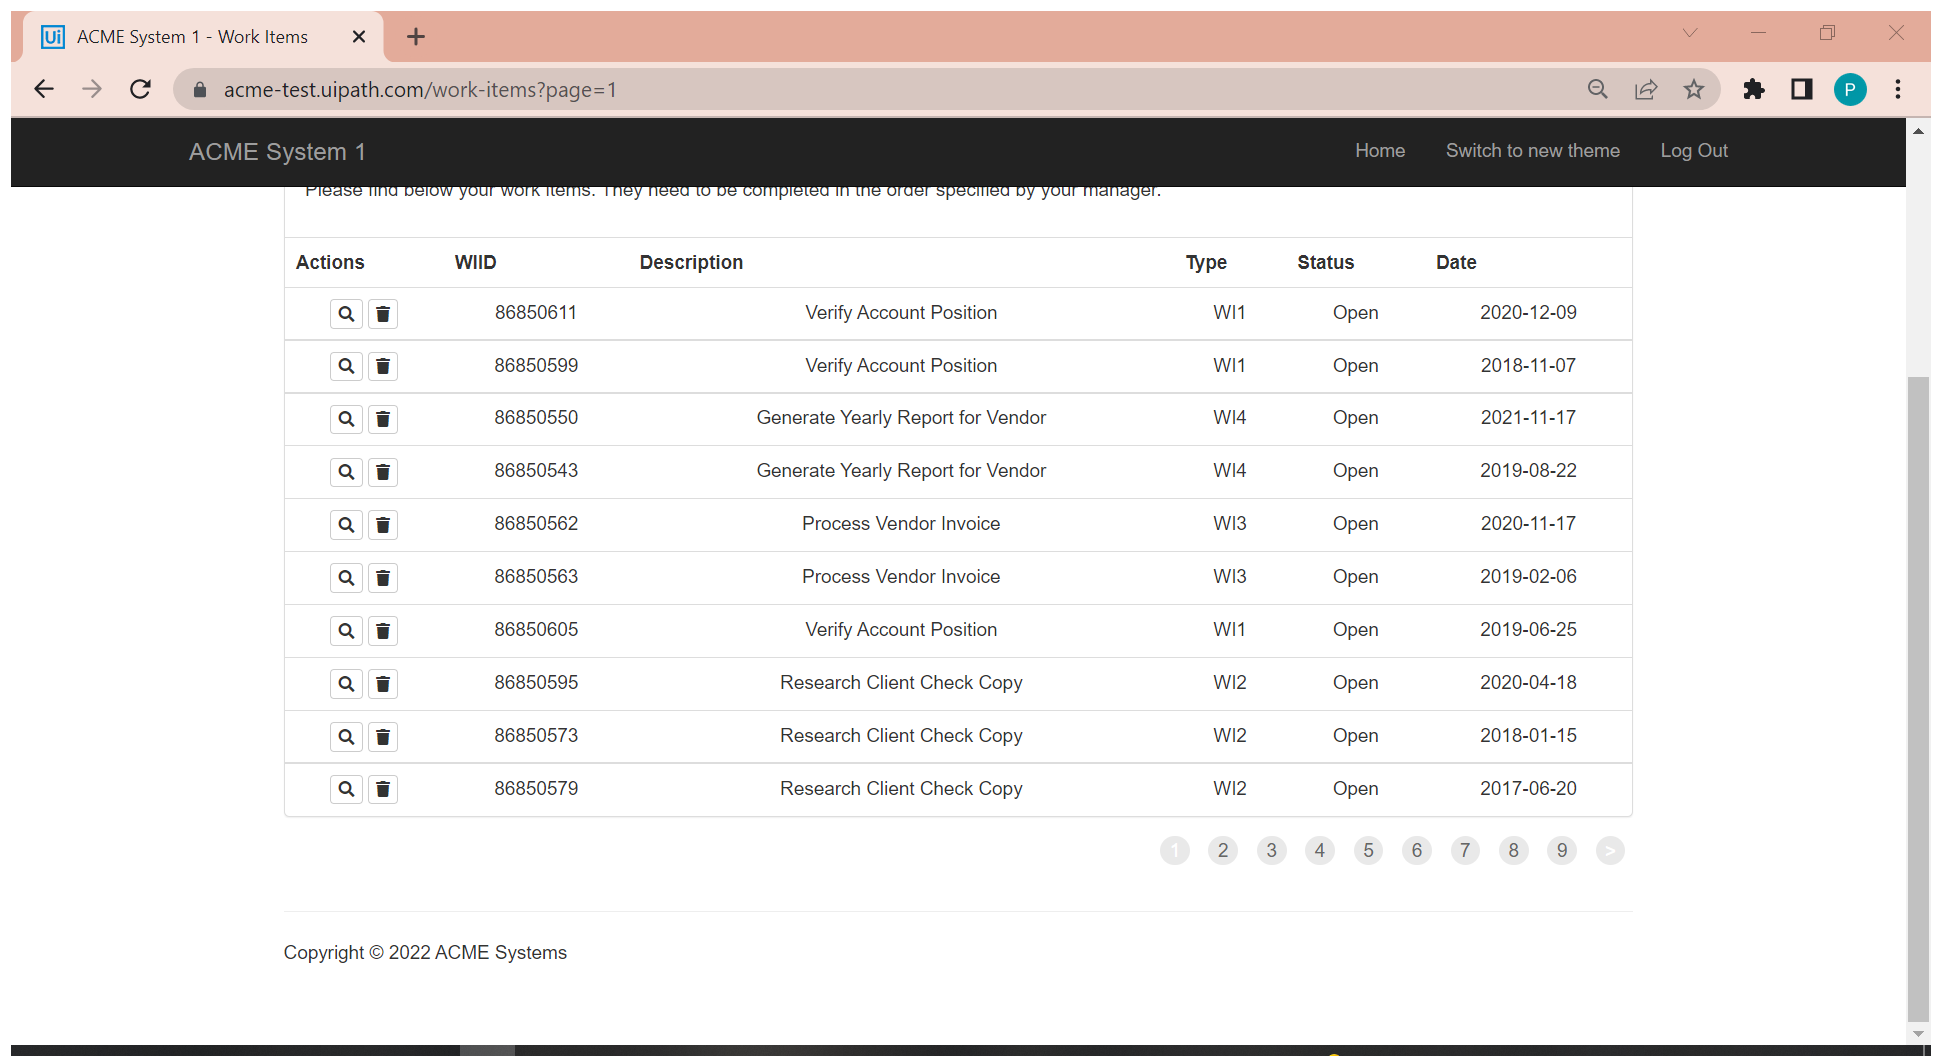 Ui ACME System 1 - Work Items
acme-test.uipath.com/work-items?page=1
P
ACME System 1 Home Switch to new theme Log Out
Please find below your work items. They need to be completed in the order specified by your manager.
Actions WIID Description Type Status Date
86850611 Verify Account Position WI1 Open 2020-12-09
86850599 Verify Account Position WI1 Open 2018-11-07
86850550 Generate Yearly Report for Vendor WI4 Open 2021-11-17
86850543 Generate Yearly Report for Vendor WI4 Open 2019-08-22
86850562 Process Vendor Invoice WI3 Open 2020-11-17
86850563 Process Vendor Invoice WI3 Open 2019-02-06
86850605 Verify Account Position WI1 Open 2019-06-25
86850595 Research Client Check Copy WI2 Open 2020-04-18
86850573 Research Client Check Copy WI2 Open 2018-01-15
86850579 Research Client Check Copy WI2 Open 2017-06-20
1 2 3 4 5 6 7 8 9 >
Copyright © 2022 ACME Systems